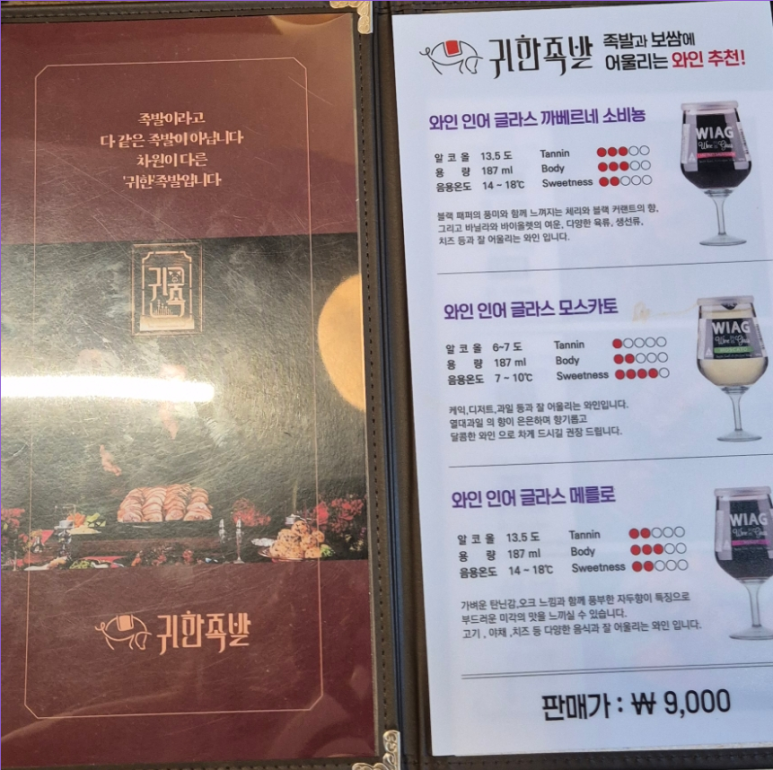 족발이라고
다 같은 족발이 아닙니다
차원이 다른
'귀한'족발입니다
귀한족발
귀한족발
족발과 보쌈에
어울리는 와인 추천!
와인 인어 글라스 까베르네 소비뇽
알 코 올 13.5 도 Tannin
용 량 187 ml Body
음용온도 14 ~ 18℃ Sweetness
블랙 페퍼의 풍미와 함께 느껴지는 체리와 블랙 커랜트의 향,
그리고 바닐라와 바이올렛의 여운, 다양한 육류, 생선류,
치즈 등과 잘 어울리는 와인 입니다.
WIAG
와인 인어 글라스 모스카토
알 코 올 6~7 도 Tannin
용 량 187 ml Body
음용온도 7 ~ 10℃ Sweetness
케익,디저트,과일 등과 잘 어울리는 와인입니다.
열대과일 의 향이 은은하며 향기롭고
달콤한 와인 으로 차게 드시길 권장 드립니다.
WIAG
와인 인어 글라스 메를로
알 코 올 13.5 도 Tannin
용 량 187 ml Body
음용온도 14 ~ 18℃ Sweetness
가벼운 탄닌감,오크 느낌과 함께 풍부한 자두향이 특징으로
부드러운 미각의 맛을 느끼실 수 있습니다.
고기 , 야채 ,치즈 등 다양한 음식과 잘 어울리는 와인 입니다.
WIAG
판매가 : ₩ 9,000